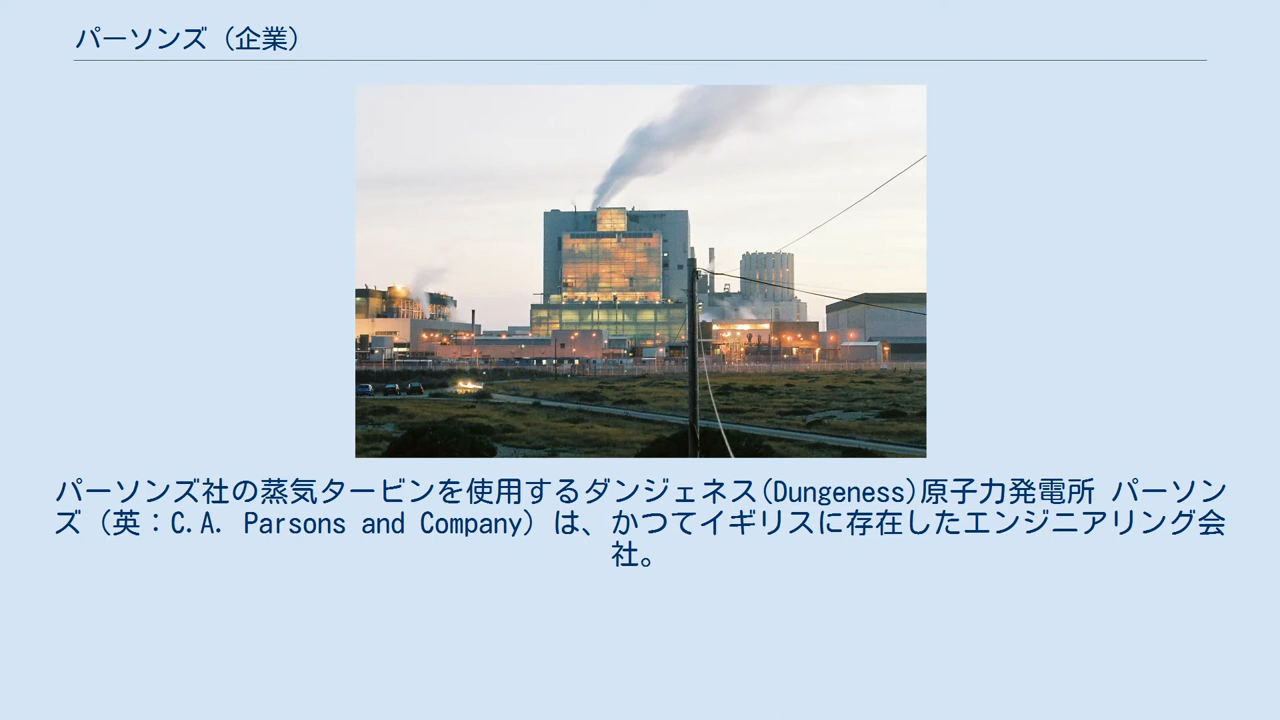 パーソンズ（企業）
パーソンズ社の蒸気タービンを使用するダンジェネス(Dungeness)原子力発電所 パーソン
ズ（英：C.A. Parsons and Company）は、かつてイギリスに存在したエンジニアリング会
社。